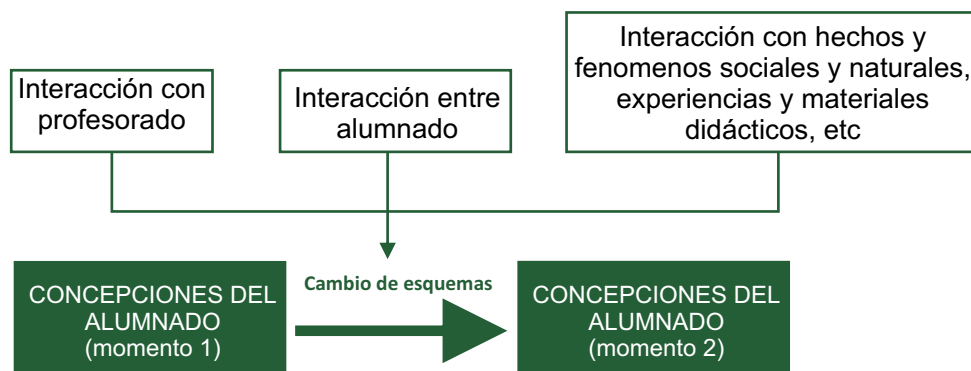 Interacción con
profesorado
Interacción entre
alumnado
Interacción con hechos y
fenomenos sociales y naturales,
experiencias y materiales
didácticos, etc
CONCEPCIONES DEL
ALUMNADO
(momento 1)
Cambio de esquemas
CONCEPCIONES DEL
ALUMNADO
(momento 2)